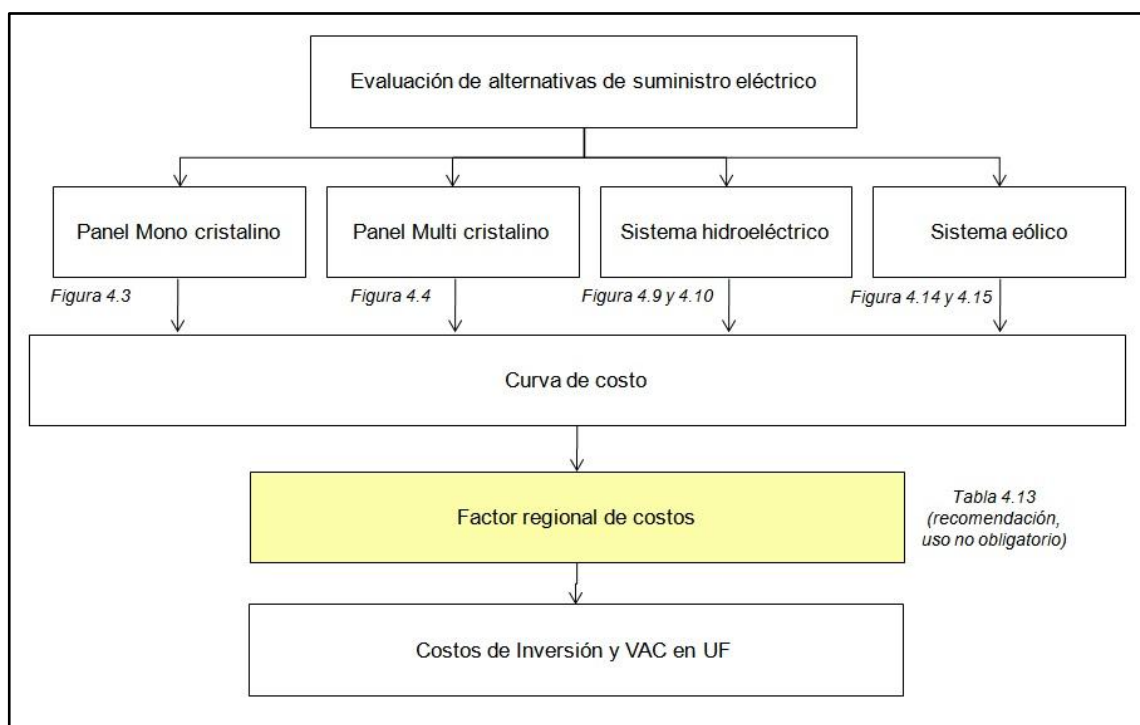 Evaluación de alternativas de suministro eléctrico
Panel Mono cristalino
Panel Multi cristalino
Sistema hidroeléctrico
Sistema eólico
Figura 4.3
Figura 4.4
Figura 4.9 y 4.10
Figura 4.14 y 4.15
Curva de costo
Factor regional de costos
Tabla 4.13
(recomendación,
uso no obligatorio)
Costos de Inversión y VAC en UF